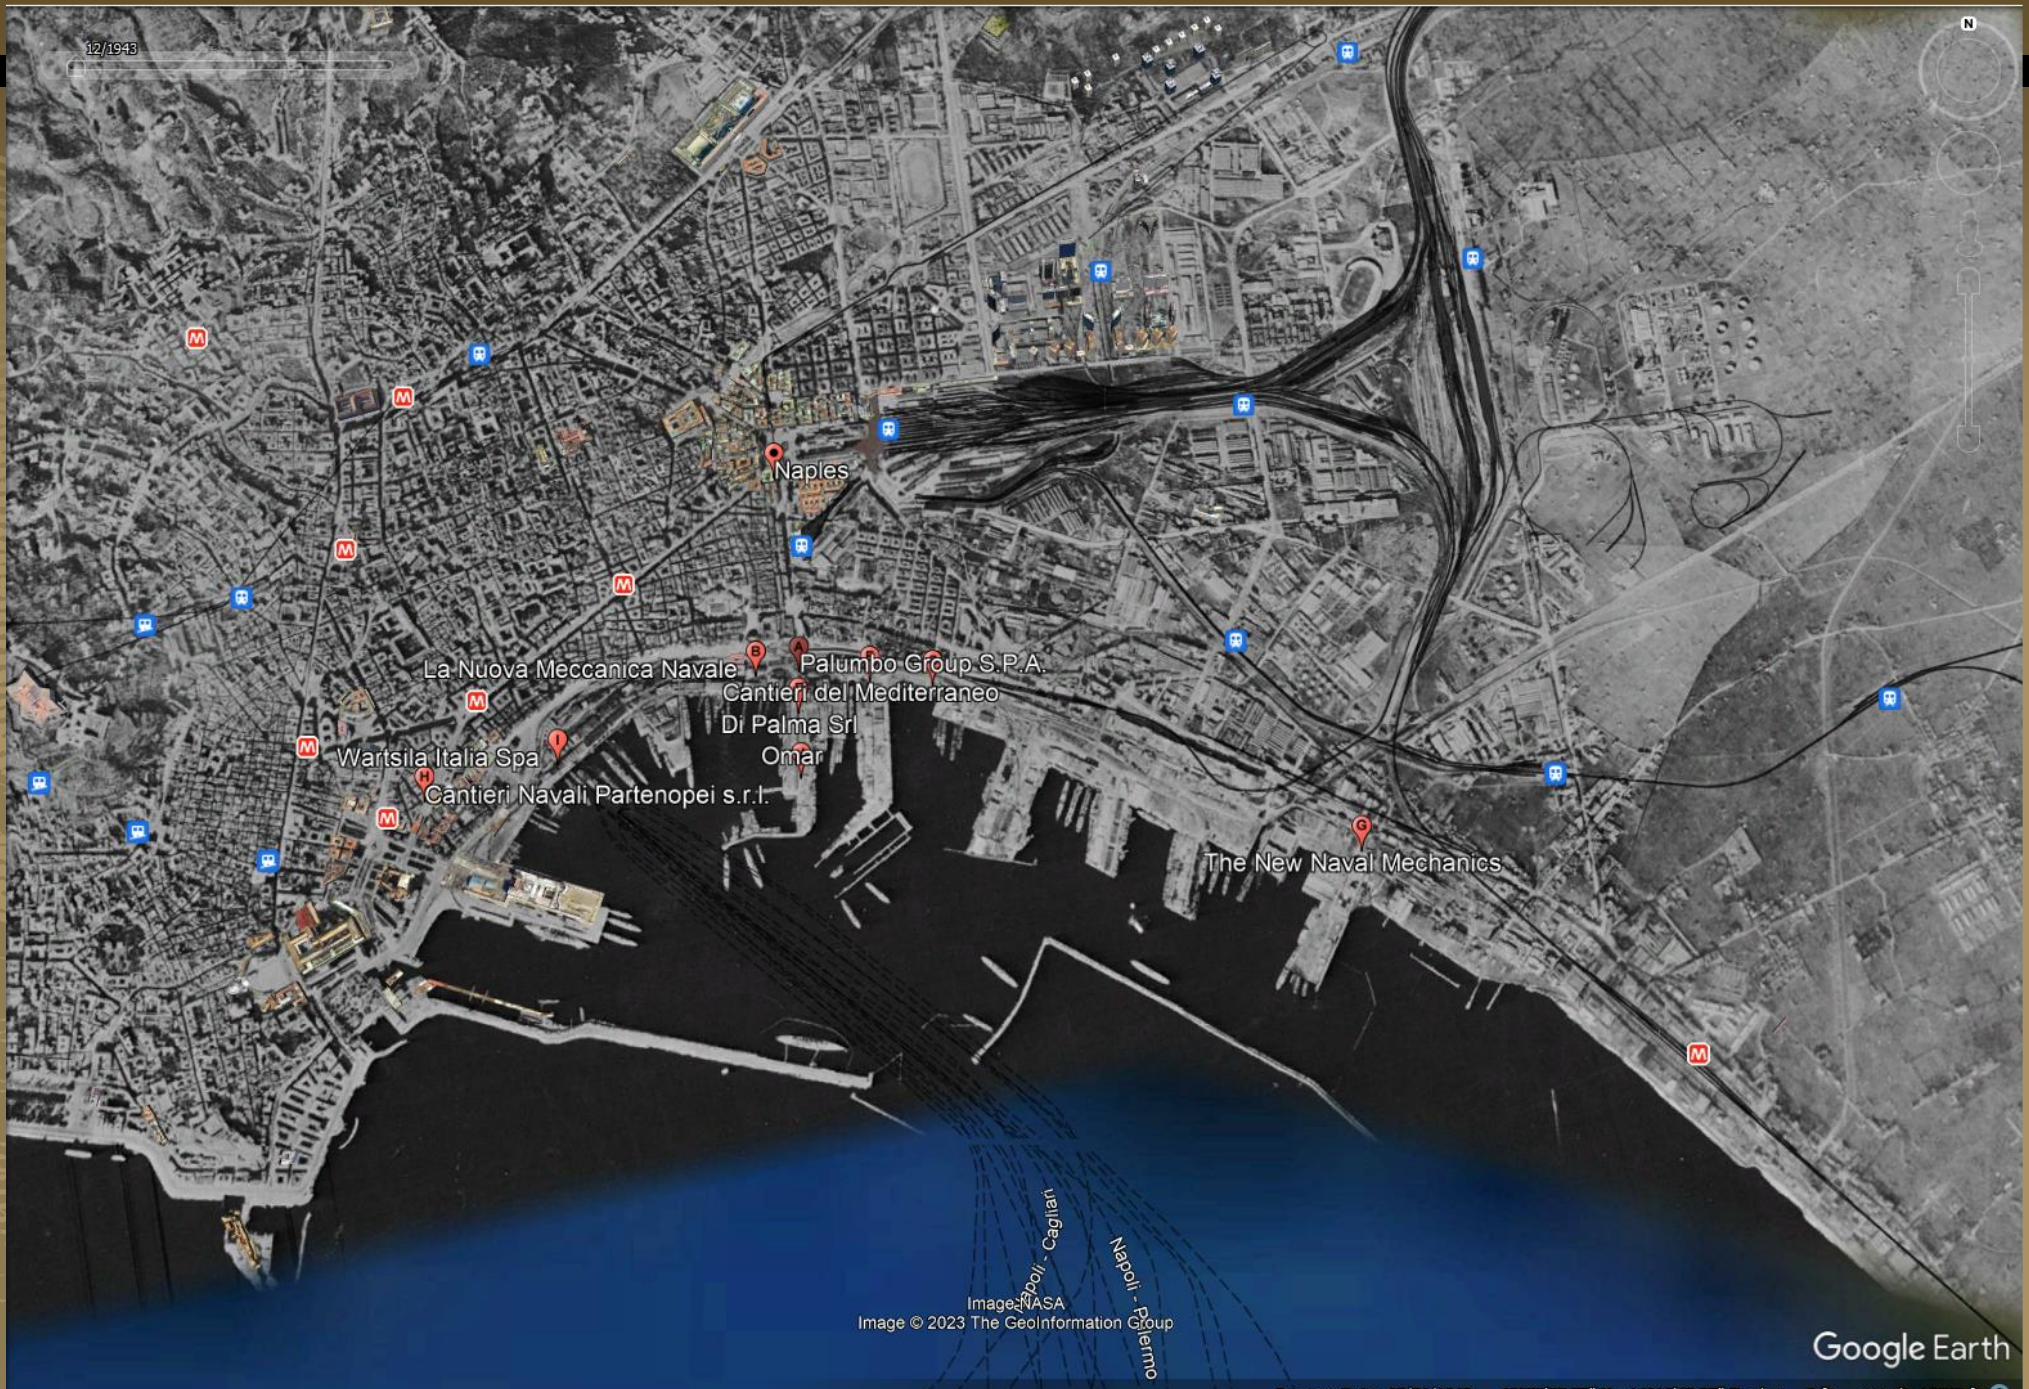 12/1943
N
Naples
B
A
La Nuova Meccanica Navale
Palumbo Group S.P.A.
Cantieri del Mediterraneo
Di Palma Srl
I
Omar
Wartsila Italia Spa
H
Cantieri Navali Partenopei s.r.l.
G
The New Naval Mechanics
Napoli - Cagliari
Napoli - Palermo
Image NASA
Image © 2023 The GeoInformation Group
Google Earth